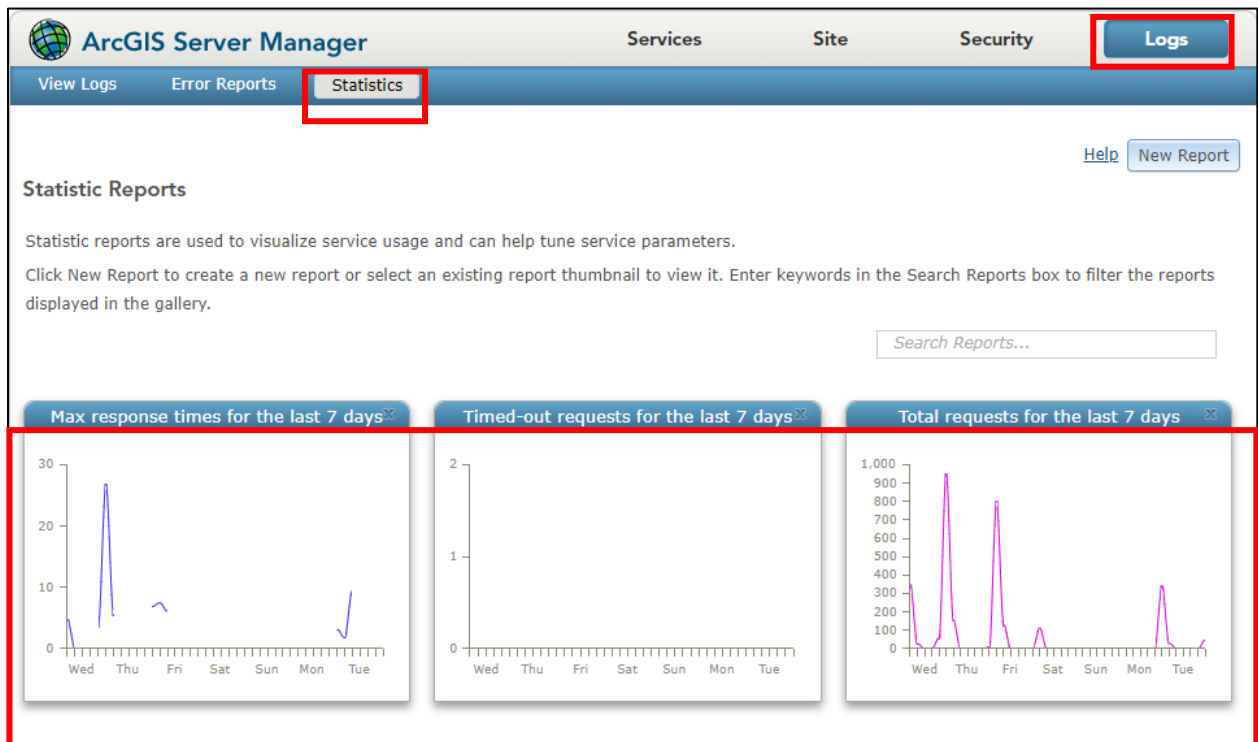 ArcGIS Server Manager Services Site Security Logs
View Logs Error Reports Statistics
Help New Report
Statistic Reports
Statistic reports are used to visualize service usage and can help tune service parameters.
Click New Report to create a new report or select an existing report thumbnail to view it. Enter keywords in the Search Reports box to filter the reports
displayed in the gallery.
Search Reports...
Max response times for the last 7 days x
30
20
10
0
Wed Thu Fri Sat Sun Mon Tue
Timed-out requests for the last 7 days x
2
1
0
Wed Thu Fri Sat Sun Mon Tue
Total requests for the last 7 days x
1,000
900
800
700
600
500
400
300
200
100
0
Wed Thu Fri Sat Sun Mon Tue